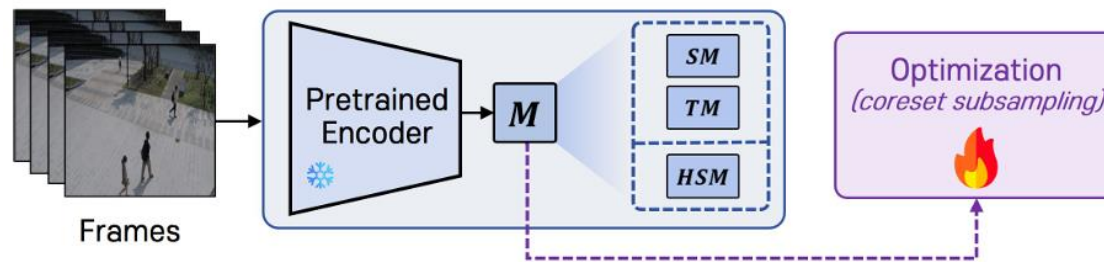 Frames
Pretrained
Encoder
M
SM
TM
HSM
Optimization
(coreset subsampling)